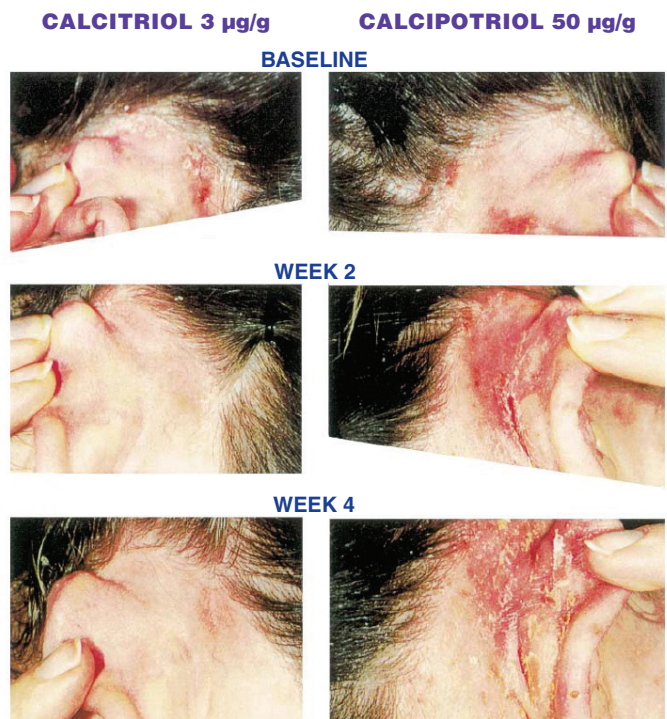 CALCITRIOL 3 µg/g
CALCIPOTRIOL 50 µg/g
BASELINE
WEEK 2
WEEK 4